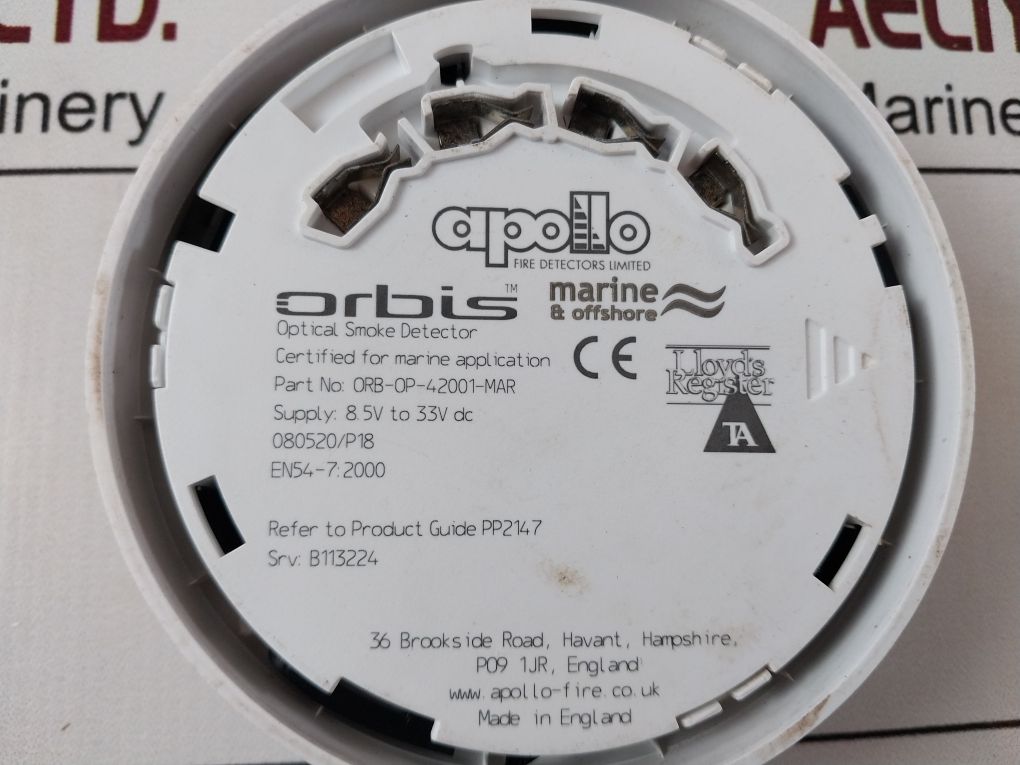 LTD.
AELIY
inery
Marine
apollo
FIRE DETECTORS LIMITED
orbis™
marine
& offshore
Optical Smoke Detector
Certified for marine application
CE
Lloyd's
Register
TA
Part No: ORB-OP-42001-MAR
Supply: 8.5V to 33V dc
080520/P18
EN54-7:2000
Refer to Product Guide PP2147
Srv: B113224
36 Brookside Road, Havant, Hampshire,
PO9 1JR, England
www.apollo-fire.co.uk
Made in England